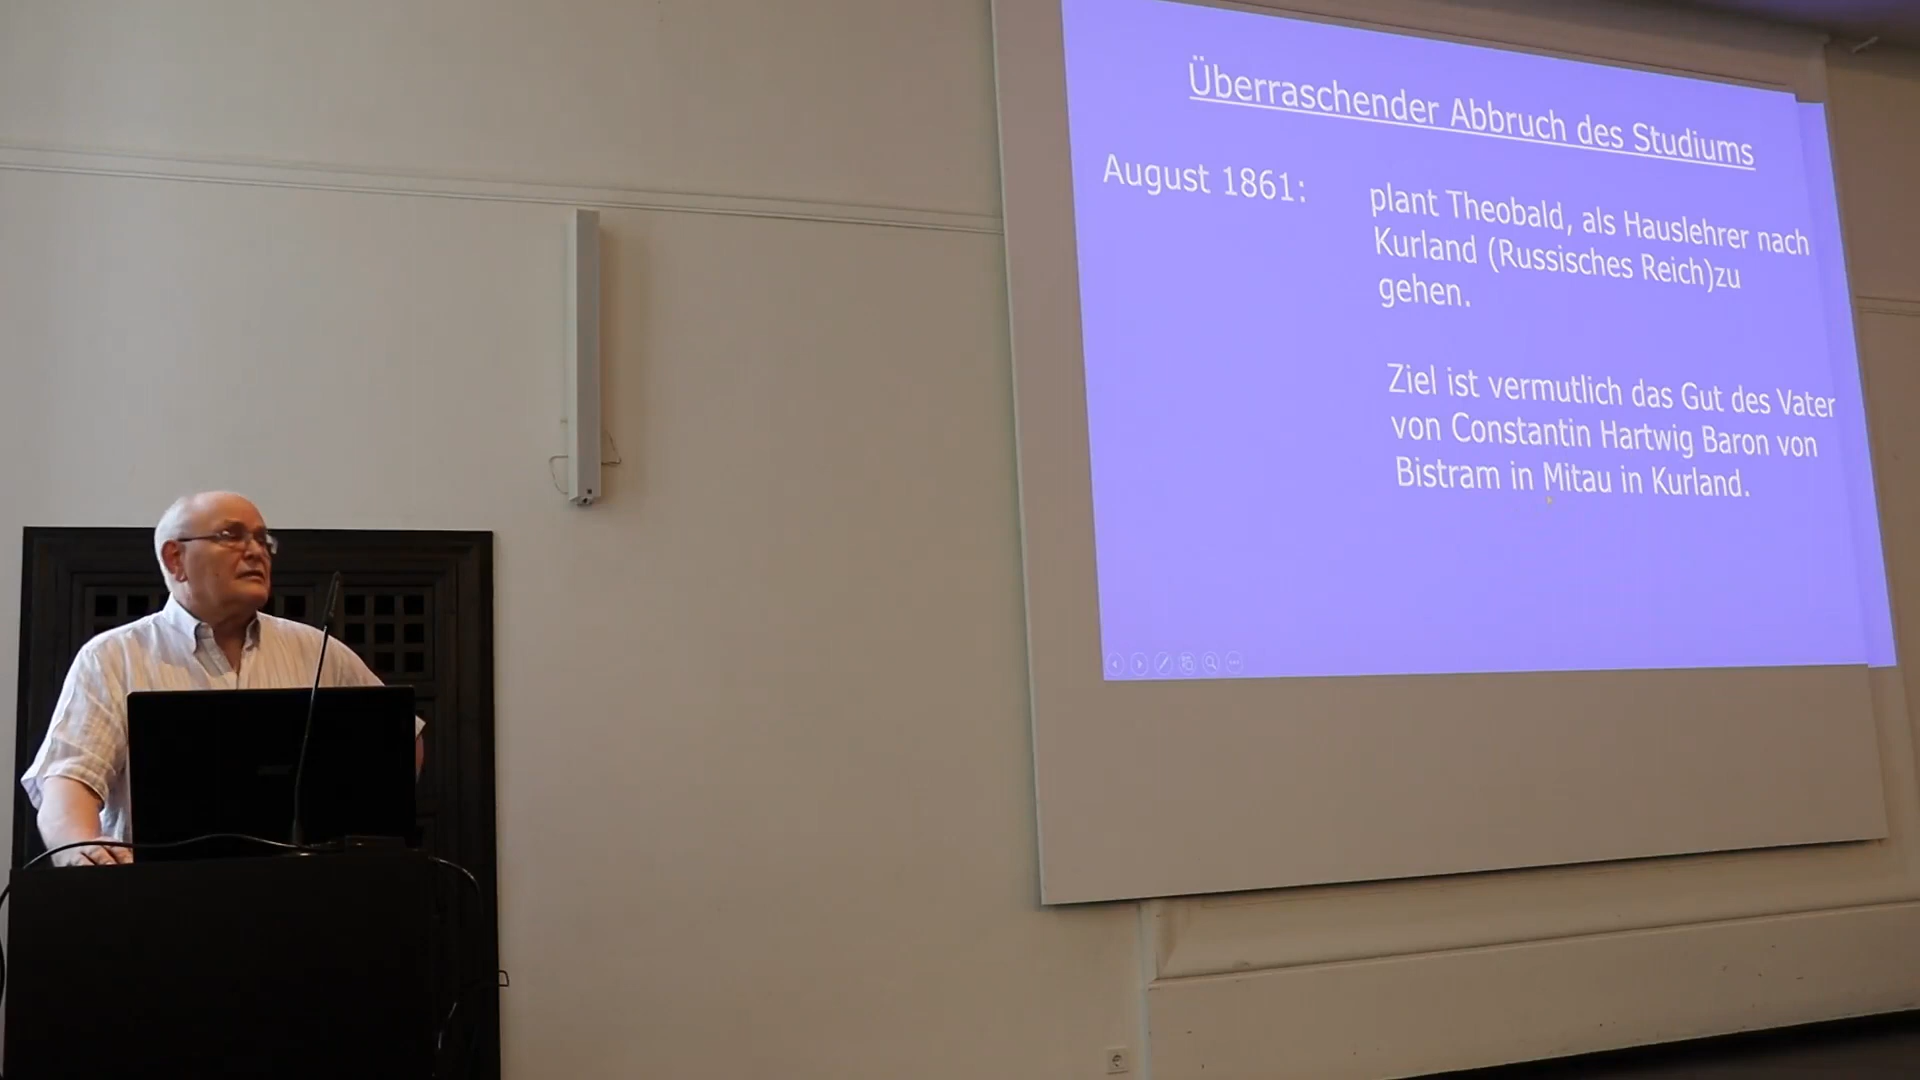 Überraschender Abbruch des Studiums
August 1861:
plant Theobald, als Hauslehrer nach
Kurland (Russisches Reich)zu
gehen.
Ziel ist vermutlich das Gut des Vater
von Constantin Hartwig Baron von
Bistram in Mitau in Kurland.